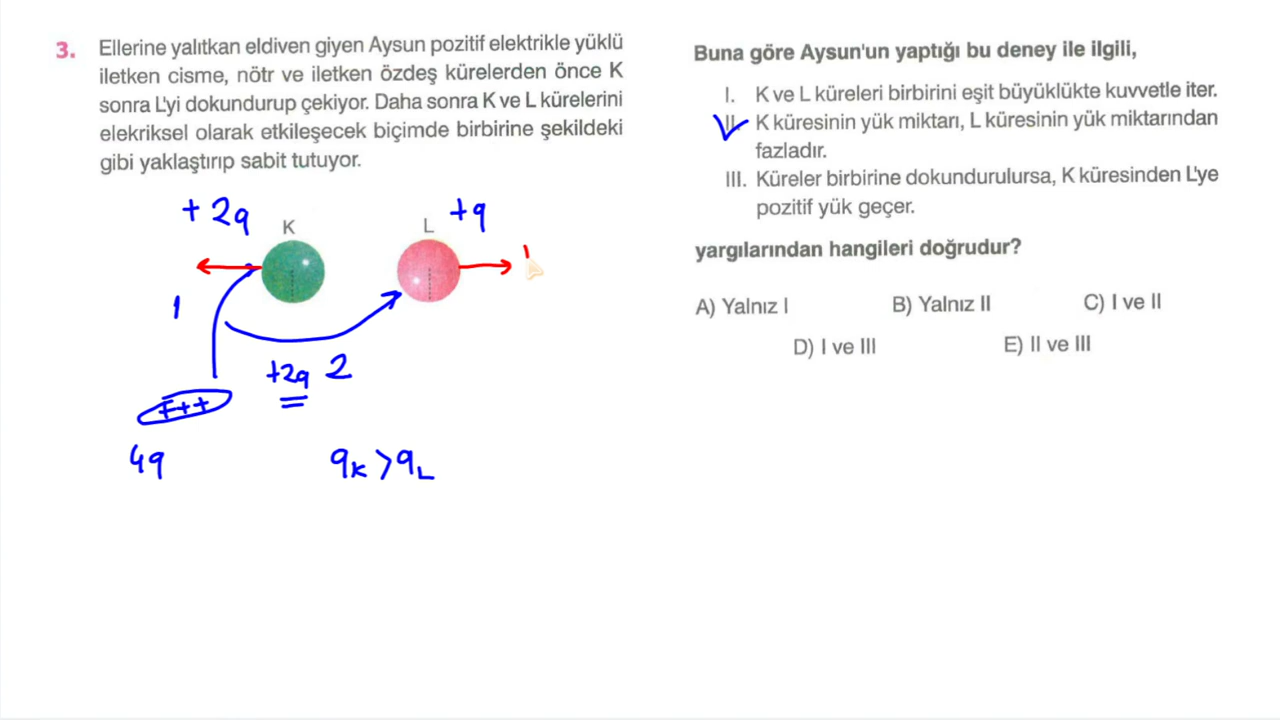 3. Ellerine yalıtkan eldiven giyen Aysun pozitif elektrikle yüklü
iletken cisme, nötr ve iletken özdeş kürelerden önce K
sonra L'yi dokundurup çekiyor. Daha sonra K ve L kürelerini
elekriksel olarak etkileşecek biçimde birbirine şekildeki
gibi yaklaştırıp sabit tutuyor.
+2q
K
L
+q
1
+2q 2
+++
4q
qK > qL
Buna göre Aysun'un yaptığı bu deney ile ilgili,
I. K ve L küreleri birbirini eşit büyüklükte kuvvetle iter.
II. K küresinin yük miktarı, L küresinin yük miktarından
fazladır.
III. Küreler birbirine dokundurulursa, K küresinden L'ye
pozitif yük geçer.
yargılarından hangileri doğrudur?
A) Yalnız I B) Yalnız II C) I ve II
D) I ve III E) II ve III